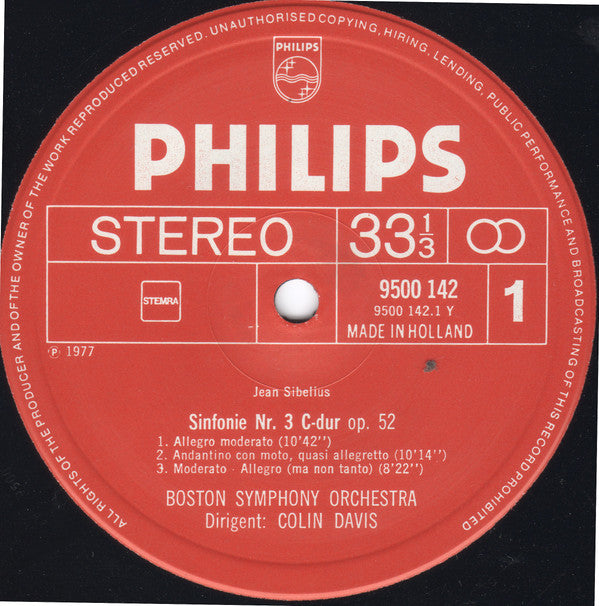 ALL RIGHTS OF THE PRODUCER AND OF THE OWNER OF THE WORK REPRODUCED RESERVED. UNAUTHORISED COPYING, HIRING, LENDING, PUBLIC PERFORMANCE AND BROADCASTING OF THIS RECORD PROHIBITED
PHILIPS
PHILIPS
STEREO
33 1/3
STEMRA
9500 142
9500 142.1 Y
MADE IN HOLLAND
1
℗ 1977
Jean Sibelius
Sinfonie Nr. 3 C-dur op. 52
1. Allegro moderato (10'42'')
2. Andantino con moto, quasi allegretto (10'14'')
3. Moderato - Allegro (ma non tanto) (8'22'')
BOSTON SYMPHONY ORCHESTRA
Dirigent: COLIN DAVIS